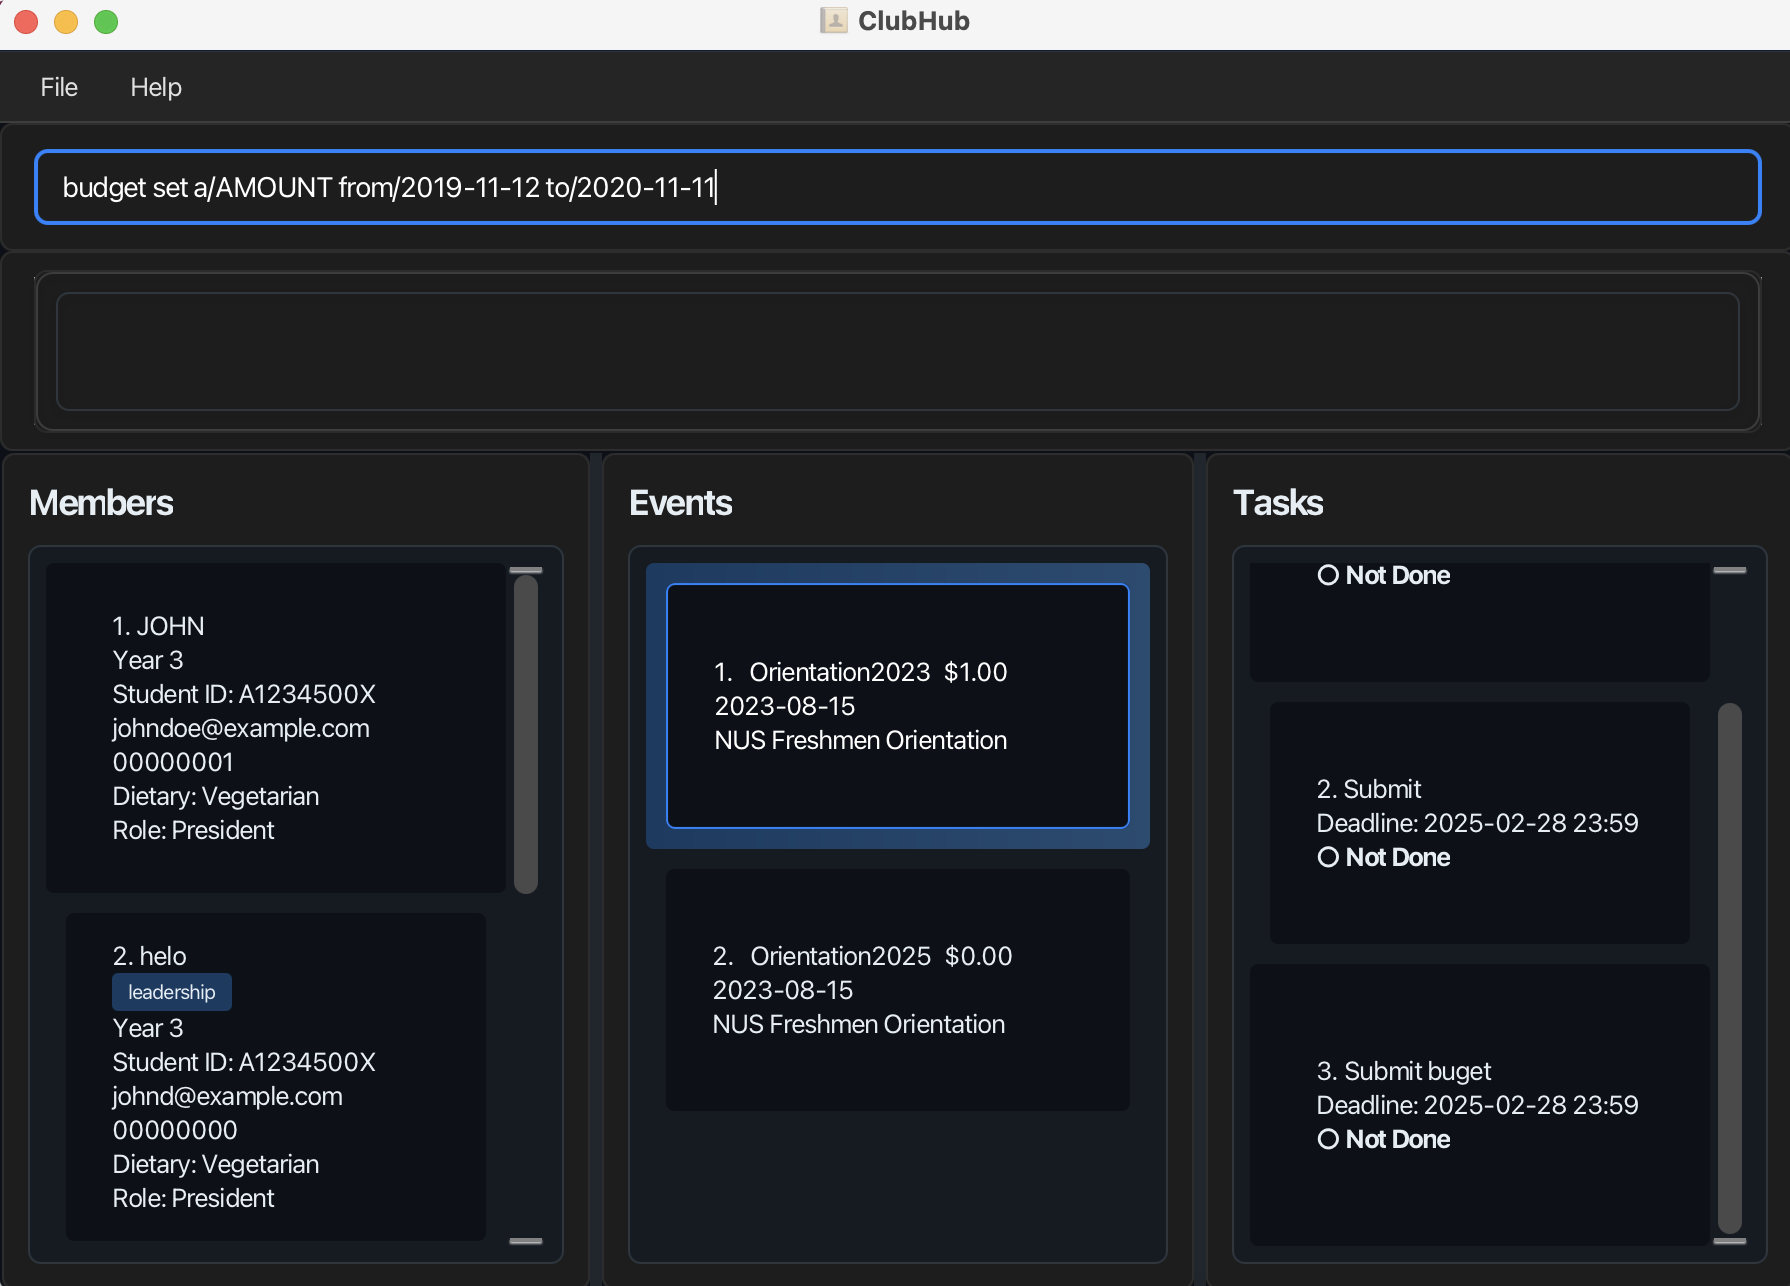 ClubHub
File Help
budget set a/AMOUNT from/2019-11-12 to/2020-11-11
Members
1. JOHN
Year 3
Student ID: A1234500X
johndoe@example.com
00000001
Dietary: Vegetarian
Role: President
2. helo
leadership
Year 3
Student ID: A1234500X
johnd@example.com
00000000
Dietary: Vegetarian
Role: President
Events
1. Orientation2023 $1.00
2023-08-15
NUS Freshmen Orientation
2. Orientation2025 $0.00
2023-08-15
NUS Freshmen Orientation
Tasks
Not Done
2. Submit
Deadline: 2025-02-28 23:59
Not Done
3. Submit buget
Deadline: 2025-02-28 23:59
Not Done